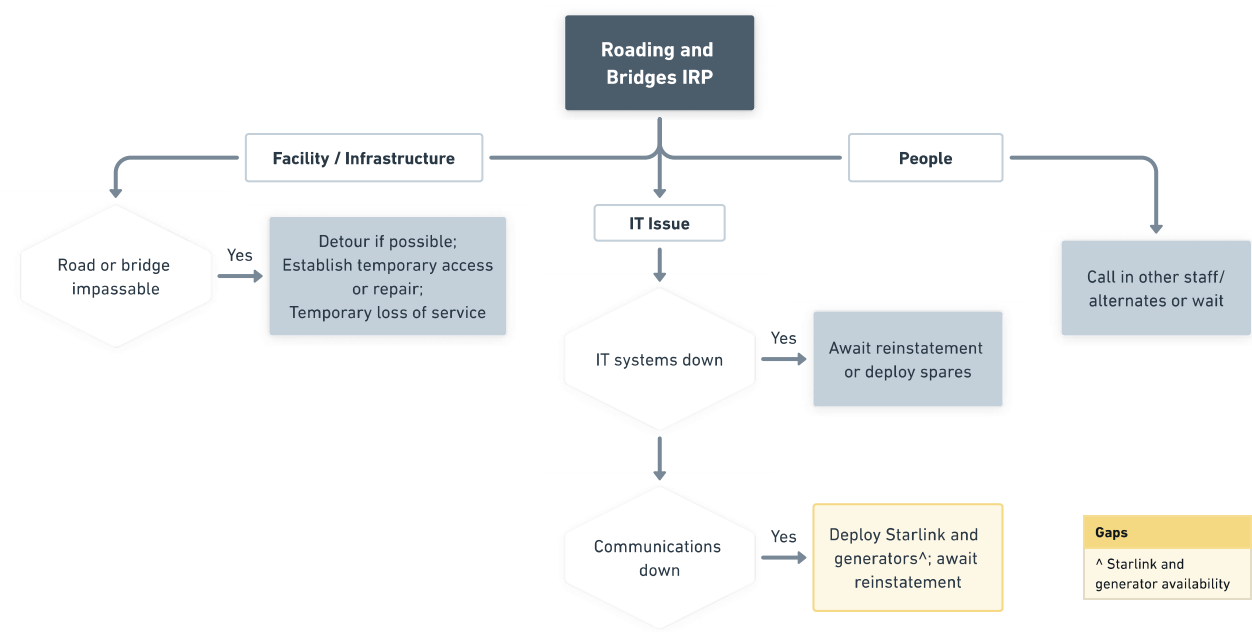 Roading and
Bridges IRP
Facility / Infrastructure
People
IT Issue
Road or bridge
impassable
Yes
Detour if possible;
Establish temporary access
or repair;
Temporary loss of service
Call in other staff/
alternates or wait
IT systems down
Yes
Await reinstatement
or deploy spares
Communications
down
Yes
Deploy Starlink and
generators^; await
reinstatement
Gaps
^ Starlink and
generator availability